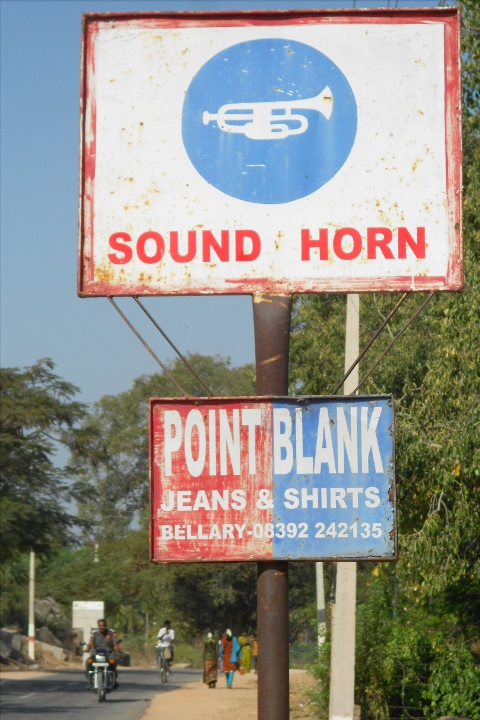 SOUND HORN
POINT BLANK
JEANS & SHIRTS
BELLARY-08392 242135